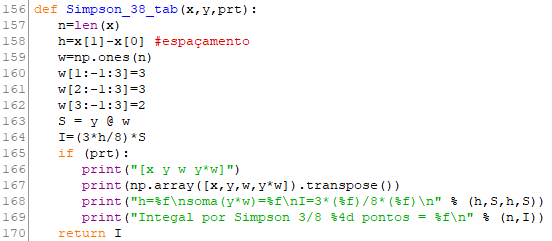 156 def Simpson_38_tab(x,y,prt):
157     n=len(x)
158     h=x[1]-x[0] #espaçamento
159     w=np.ones(n)
160     w[1:-1:3]=3
161     w[2:-1:3]=3
162     w[3:-1:3]=2
163     S = y @ w
164     I=(3*h/8)*S
165     if (prt):
166         print("[x y w y*w]")
167         print(np.array([x,y,w,y*w]).transpose())
168         print("h=%f\nsoma(y*w)=%f\nI=3*(%f)/8*(%f)\n" % (h,S,h,S))
169         print("Integal por Simpson 3/8 %4d pontos = %f\n" % (n,I))
170     return I